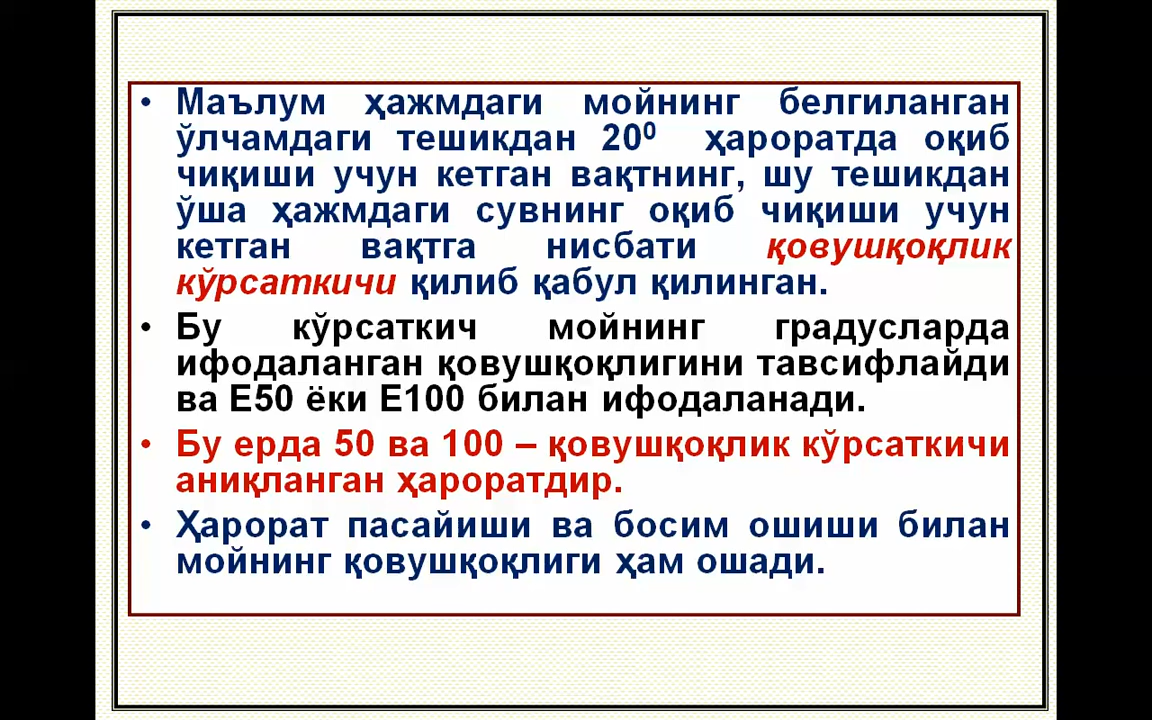 • Маълум ҳажмдаги мойнинг белгиланган
ўлчамдаги тешикдан 20⁰ ҳароратда оқиб
чиқиши учун кетган вақтнинг, шу тешикдан
ўша ҳажмдаги сувнинг оқиб чиқиши учун
кетган вақтга нисбати қовушқоқлик
кўрсаткичи қилиб қабул қилинган.
• Бу кўрсаткич мойнинг градусларда
ифодаланган қовушқоқлигини тавсифлайди
ва Е50 ёки Е100 билан ифодаланади.
• Бу ерда 50 ва 100 – қовушқоқлик кўрсаткичи
аниқланган ҳароратдир.
• Ҳарорат пасайиши ва босим ошиши билан
мойнинг қовушқоқлиги ҳам ошади.